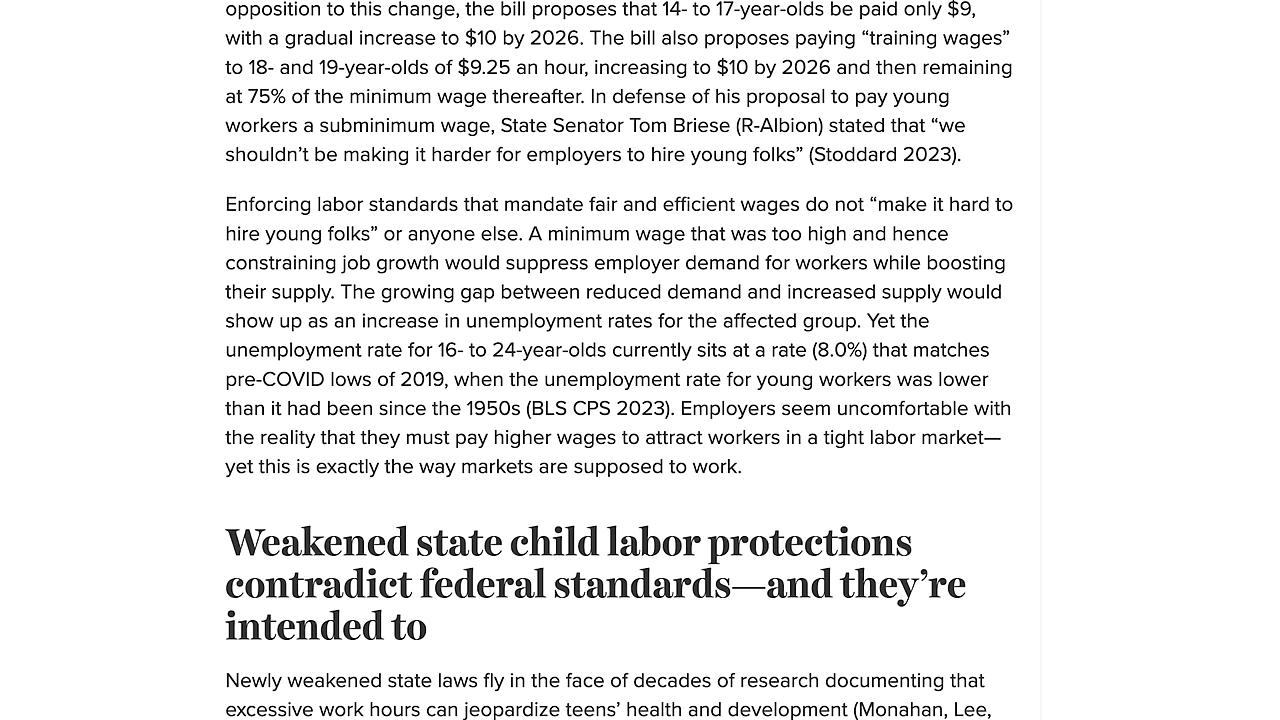 opposition to this change, the bill proposes that 14- to 17-year-olds be paid only $9,
with a gradual increase to $10 by 2026. The bill also proposes paying “training wages”
to 18- and 19-year-olds of $9.25 an hour, increasing to $10 by 2026 and then remaining
at 75% of the minimum wage thereafter. In defense of his proposal to pay young
workers a subminimum wage, State Senator Tom Briese (R-Albion) stated that “we
shouldn’t be making it harder for employers to hire young folks” (Stoddard 2023).
Enforcing labor standards that mandate fair and efficient wages do not “make it hard to
hire young folks” or anyone else. A minimum wage that was too high and hence
constraining job growth would suppress employer demand for workers while boosting
their supply. The growing gap between reduced demand and increased supply would
show up as an increase in unemployment rates for the affected group. Yet the
unemployment rate for 16- to 24-year-olds currently sits at a rate (8.0%) that matches
pre-COVID lows of 2019, when the unemployment rate for young workers was lower
than it had been since the 1950s (BLS CPS 2023). Employers seem uncomfortable with
the reality that they must pay higher wages to attract workers in a tight labor market—
yet this is exactly the way markets are supposed to work.
Weakened state child labor protections
contradict federal standards—and they’re
intended to
Newly weakened state laws fly in the face of decades of research documenting that
excessive work hours can jeopardize teens’ health and development (Monahan, Lee,